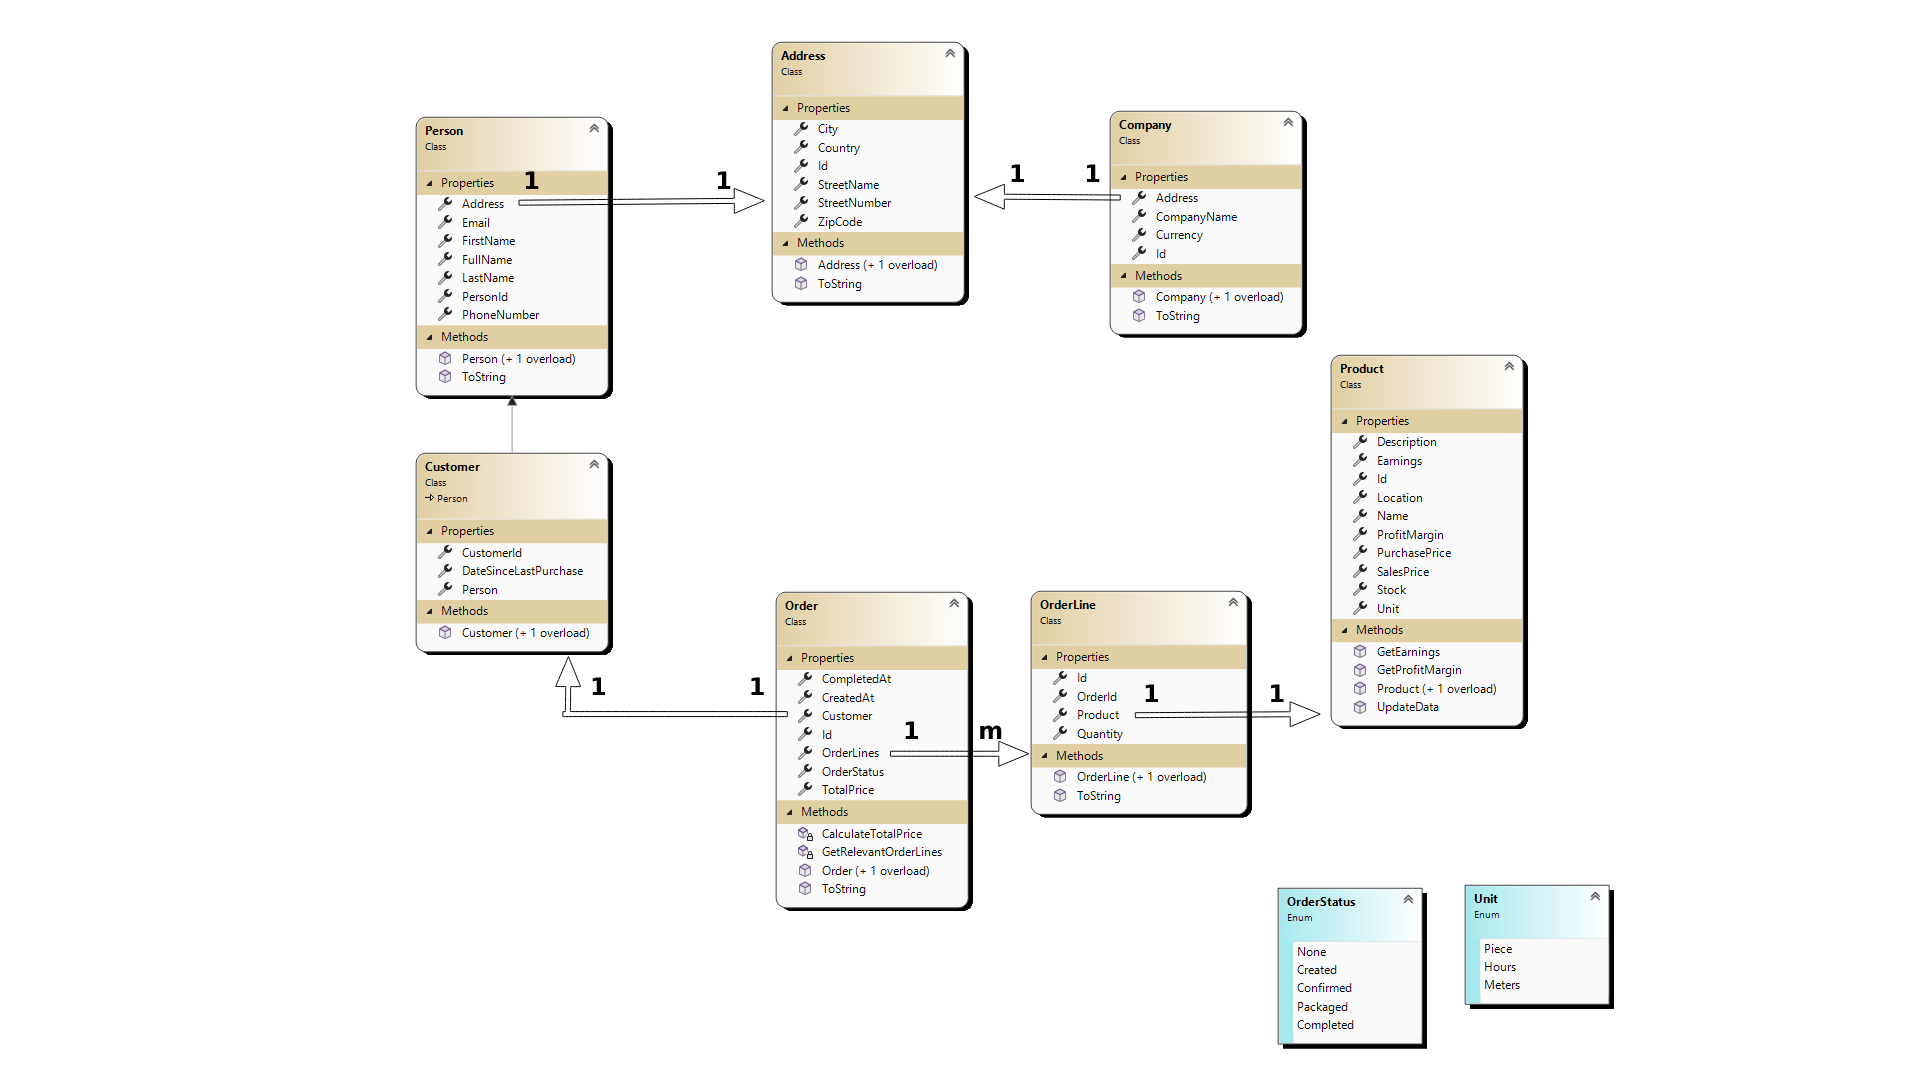 Address
Class
Properties
City
Country
Id
StreetName
StreetNumber
ZipCode
Methods
Address (+ 1 overload)
ToString
Person
Class
Properties
Address
Email
FirstName
FullName
LastName
PersonId
PhoneNumber
Methods
Person (+ 1 overload)
ToString
1
1
1
1
Company
Class
Properties
Address
CompanyName
Currency
Id
Methods
Company (+ 1 overload)
ToString
Product
Class
Properties
Description
Earnings
Id
Location
Name
ProfitMargin
PurchasePrice
SalesPrice
Stock
Unit
Methods
GetEarnings
GetProfitMargin
Product (+ 1 overload)
UpdateData
Customer
Class
Person
Properties
CustomerId
DateSinceLastPurchase
Person
Methods
Customer (+ 1 overload)
1
1
Order
Class
Properties
CompletedAt
CreatedAt
Customer
Id
OrderLines
OrderStatus
TotalPrice
Methods
CalculateTotalPrice
GetRelevantOrderLines
Order (+ 1 overload)
ToString
1
m
OrderLine
Class
Properties
Id
OrderId
Product
Quantity
Methods
OrderLine (+ 1 overload)
ToString
1
1
OrderStatus
Enum
None
Created
Confirmed
Packaged
Completed
Unit
Enum
Piece
Hours
Meters